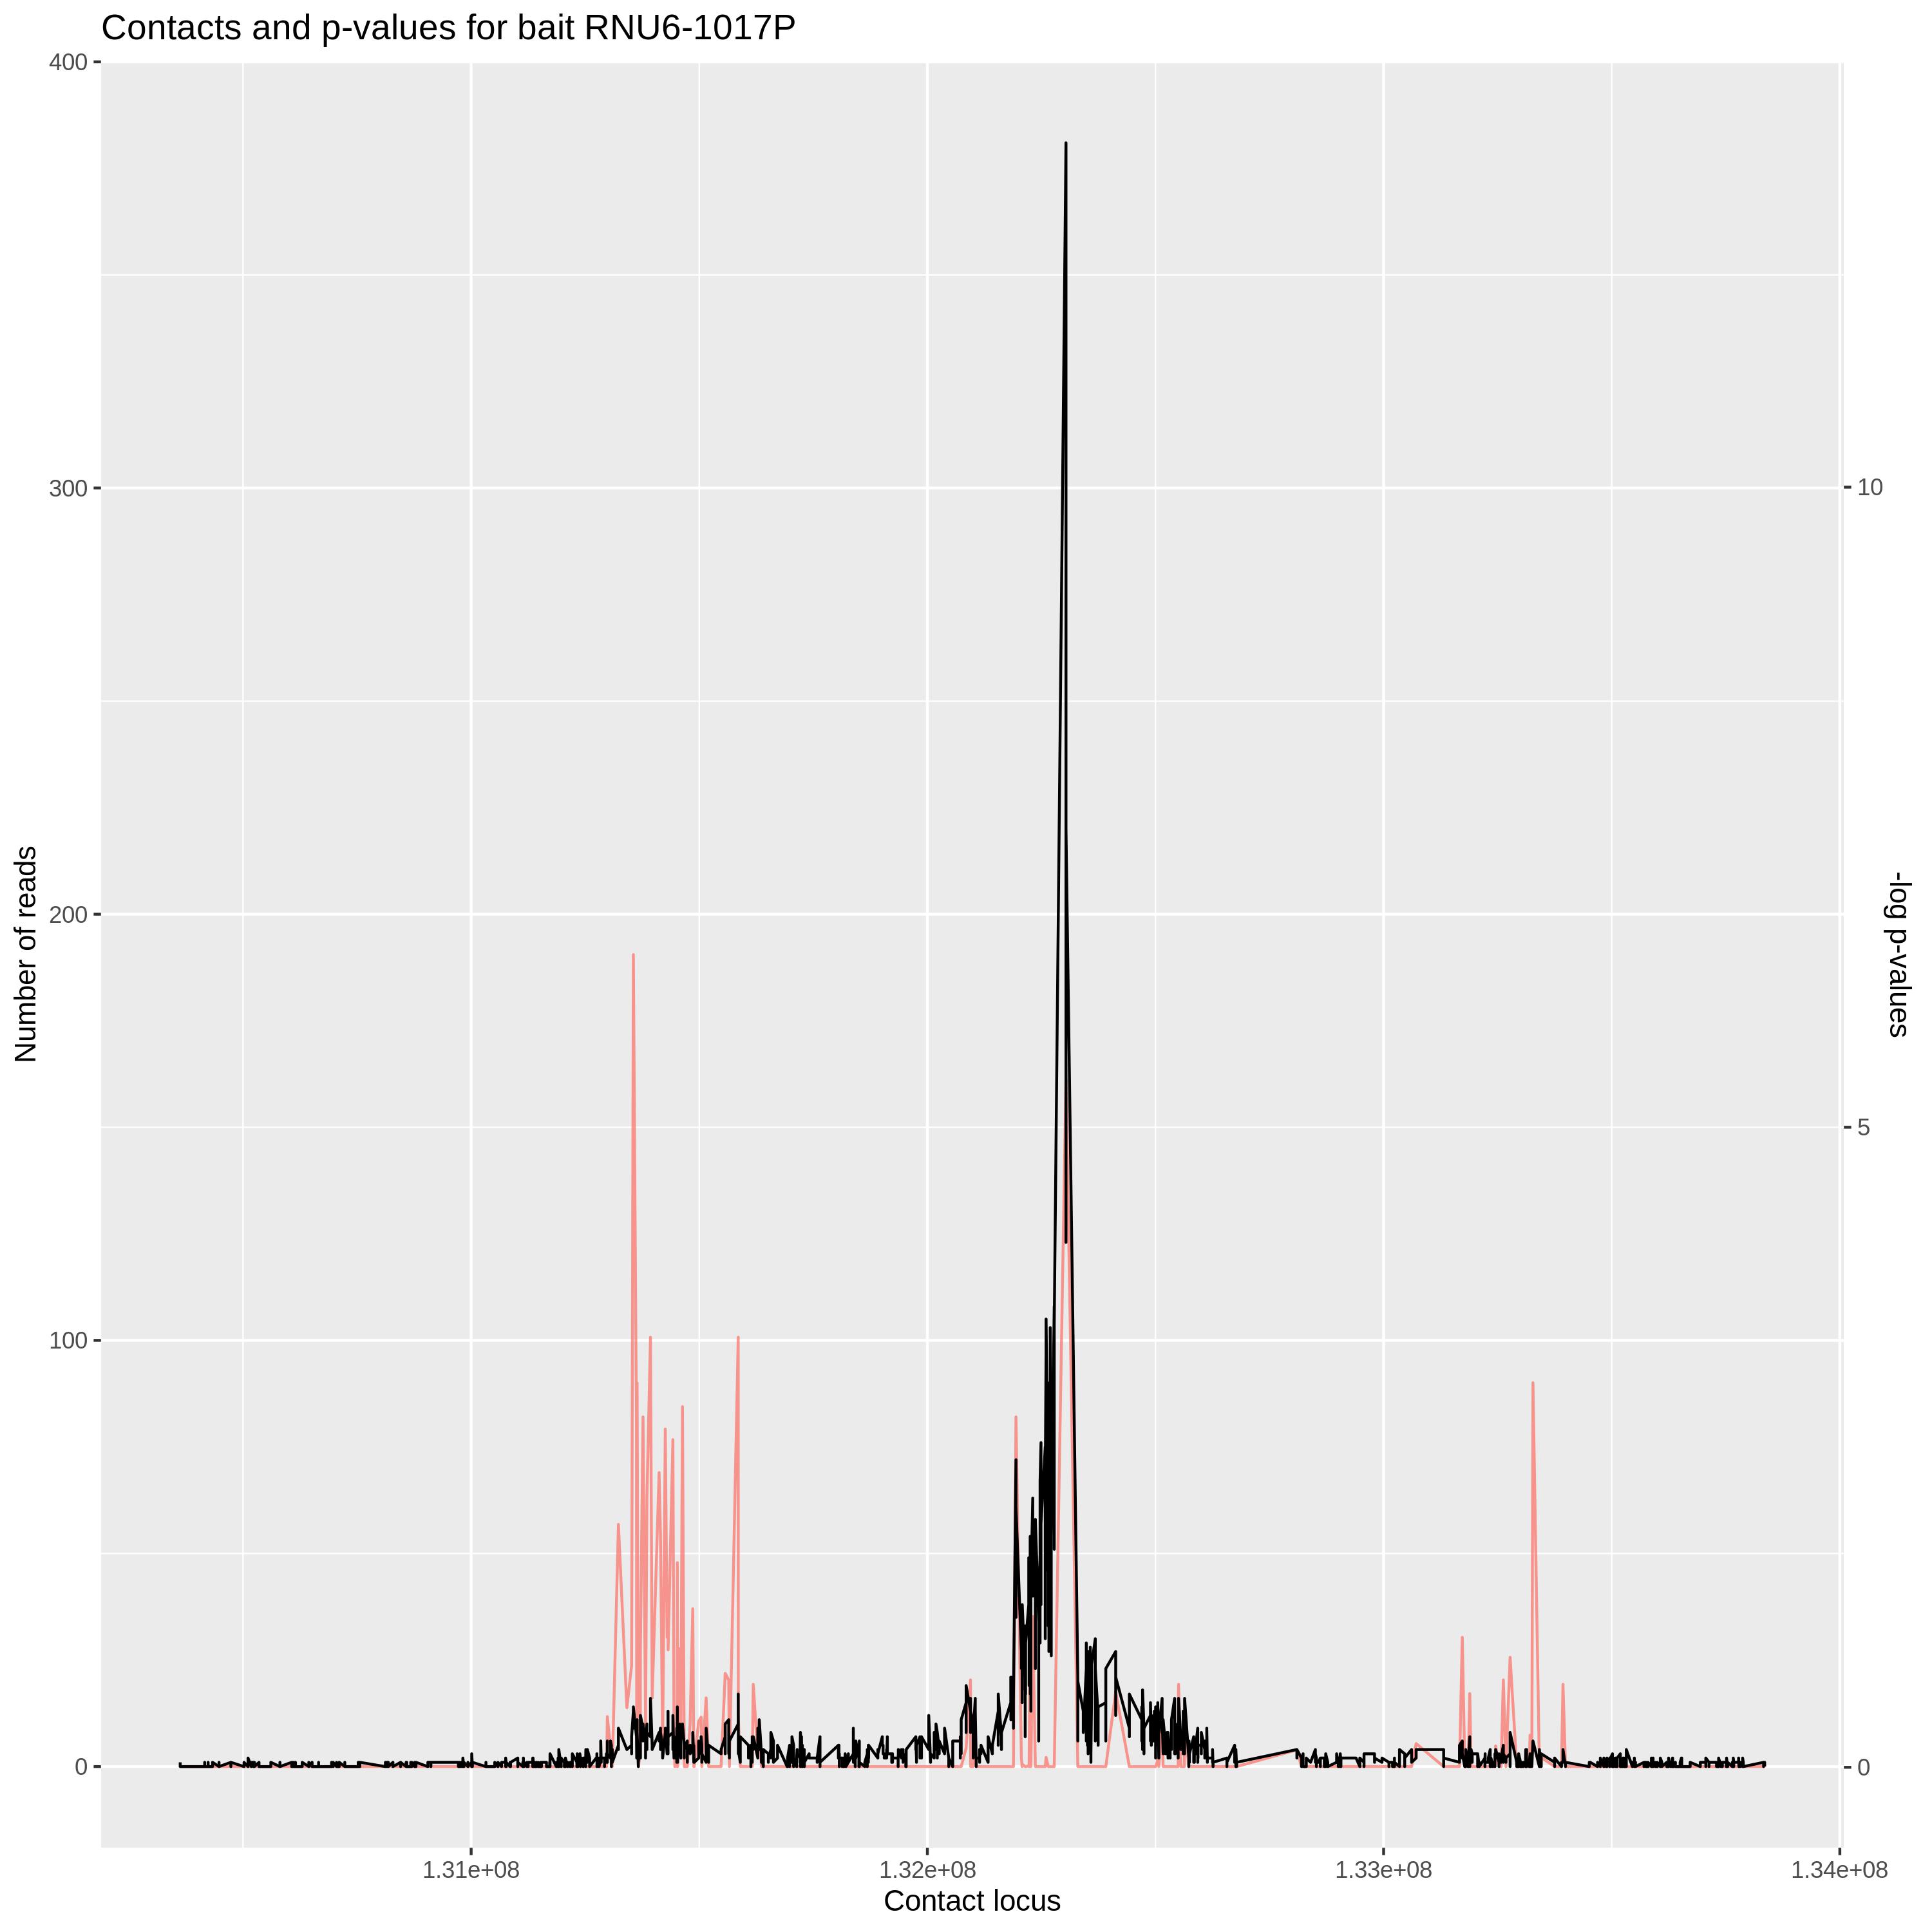 Contacts and p-values for bait RNU6-1017P
400
300
200
100
0
Number of reads
10
5
0
-log p-values
1.31e+08
1.32e+08
1.33e+08
1.34e+08
Contact locus